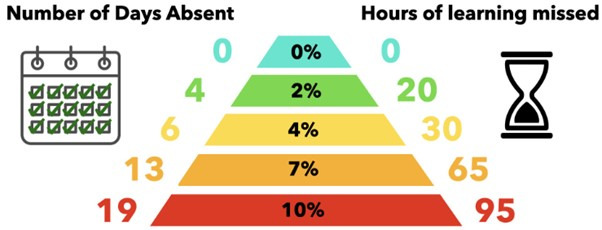 Number of Days Absent Hours of learning missed
0 0% 0
4 2% 20
6 4% 30
13 7% 65
19 10% 95